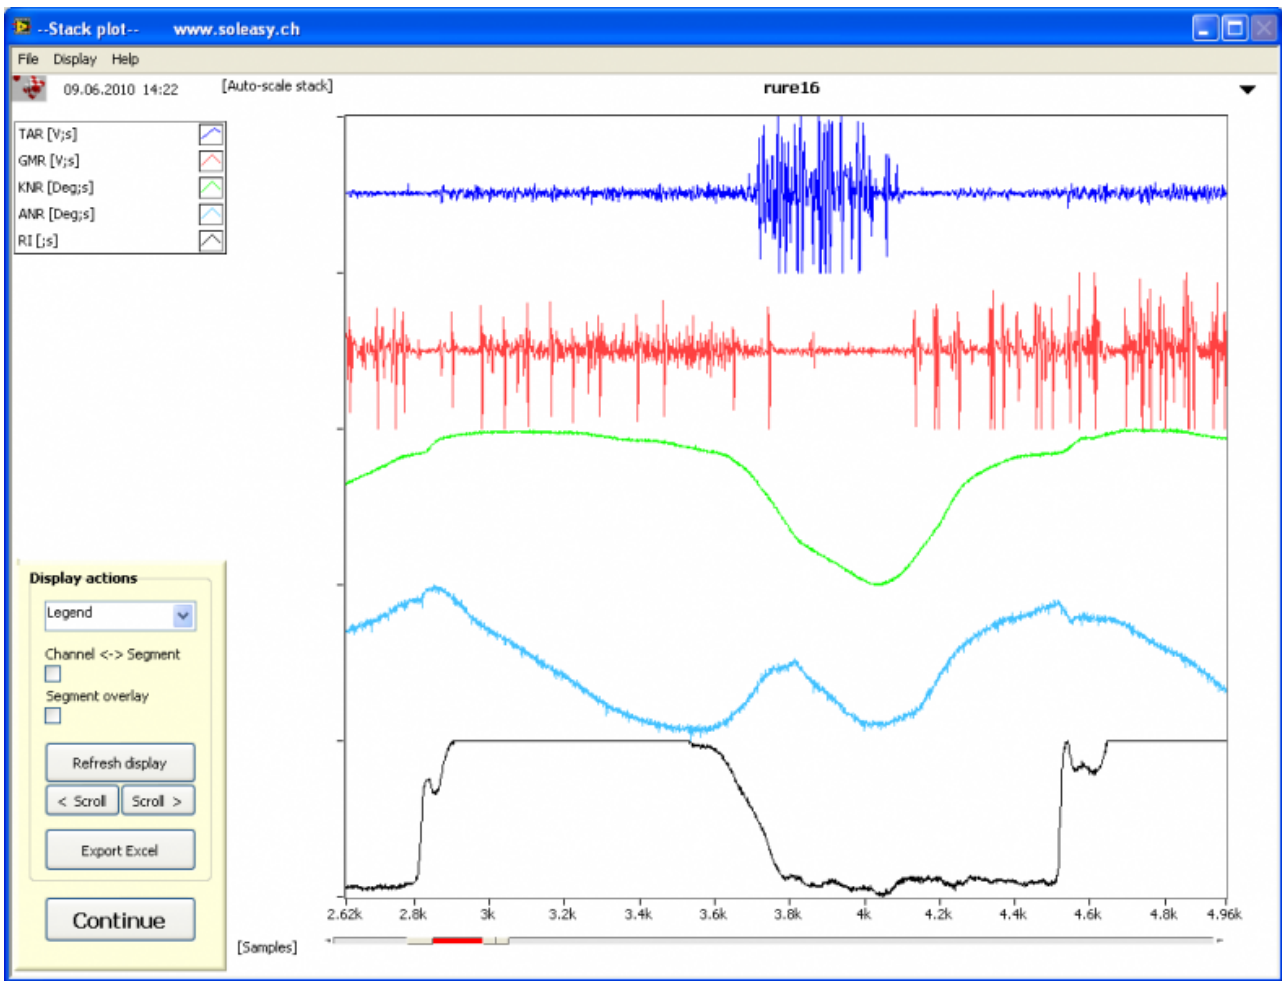 --Stack plot-- www.soleasy.ch
File Display Help
09.06.2010 14:22 [Auto-scale stack] rure16
TAR [V;s]
GMR [V;s]
KNR [Deg;s]
ANR [Deg;s]
RI [;s]
Display actions
Legend
Channel <-> Segment
Segment overlay
Refresh display
< Scroll Scroll >
Export Excel
Continue
2.62k 2.8k 3k 3.2k 3.4k 3.6k 3.8k 4k 4.2k 4.4k 4.6k 4.8k 4.96k
[Samples]